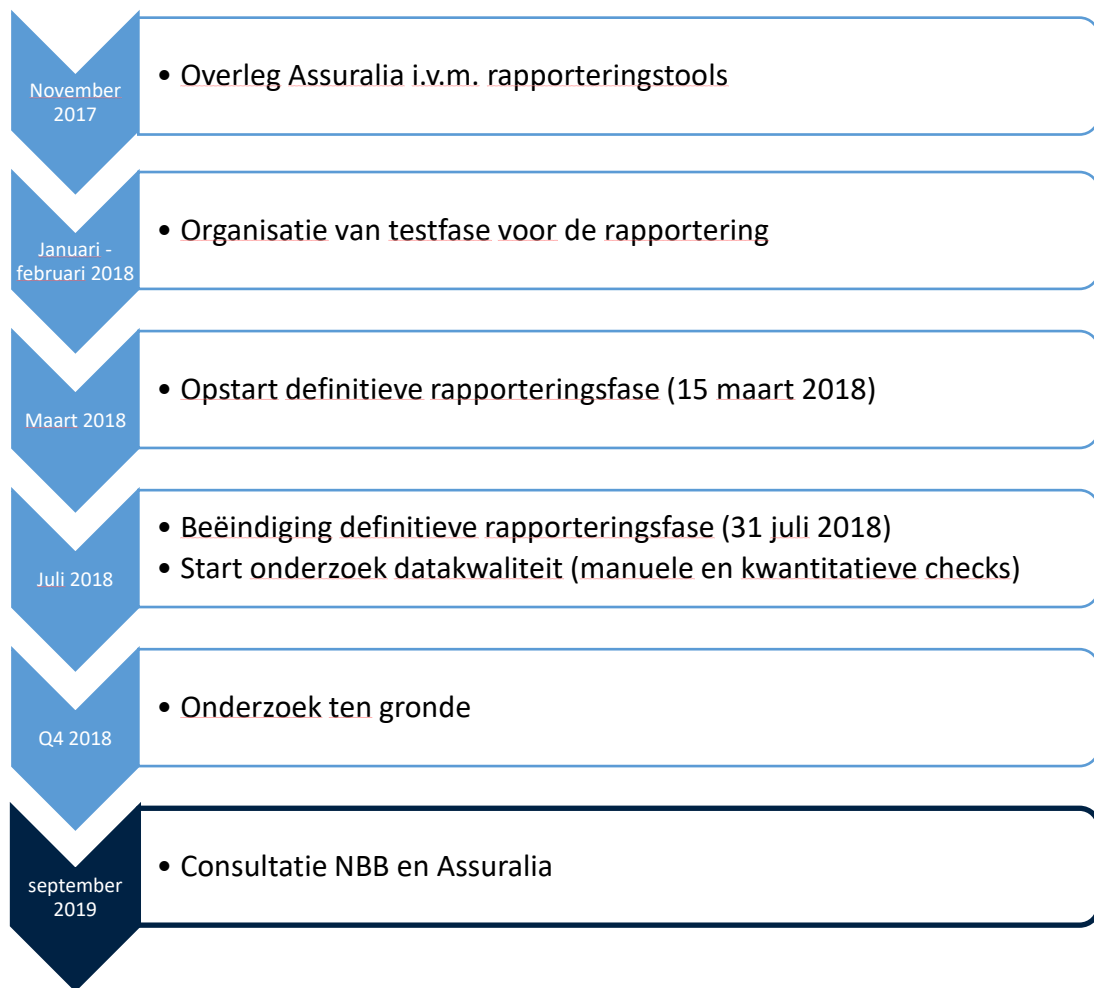 November
2017
• Overleg Assuralia i.v.m. rapporteringstools
Januari -
februari 2018
• Organisatie van testfase voor de rapportering
Maart 2018
• Opstart definitieve rapporteringsfase (15 maart 2018)
Juli 2018
• Beëindiging definitieve rapporteringsfase (31 juli 2018)
• Start onderzoek datakwaliteit (manuele en kwantitatieve checks)
Q4 2018
• Onderzoek ten gronde
september
2019
• Consultatie NBB en Assuralia